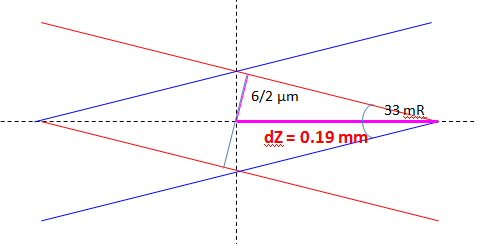 6/2 µm
33 mR
dZ = 0.19 mm